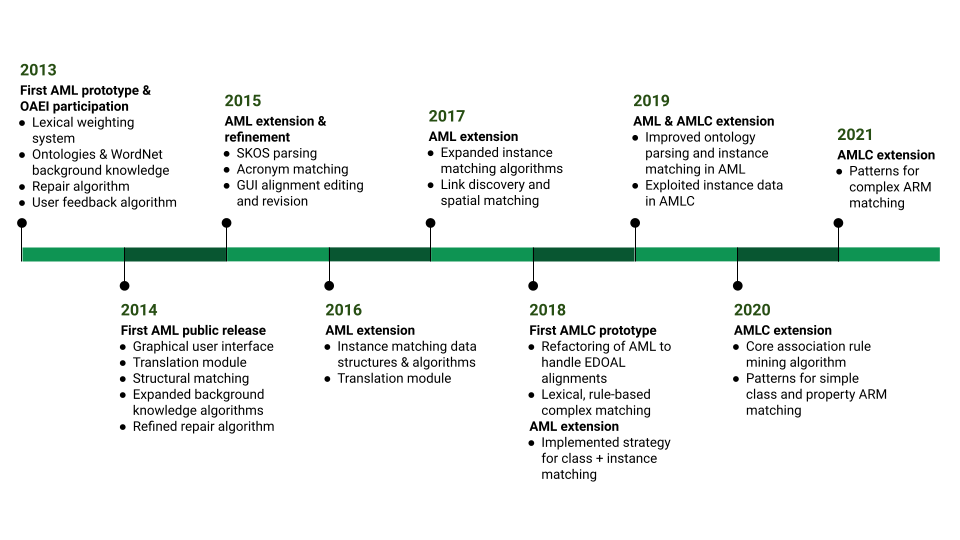 2013
First AML prototype &
OAEI participation
● Lexical weighting
system
● Ontologies & WordNet
background knowledge
● Repair algorithm
● User feedback algorithm
2014
First AML public release
● Graphical user interface
● Translation module
● Structural matching
● Expanded background
knowledge algorithms
● Refined repair algorithm
2015
AML extension &
refinement
● SKOS parsing
● Acronym matching
● GUI alignment editing
and revision
2016
AML extension
● Instance matching data
structures & algorithms
● Translation module
2017
AML extension
● Expanded instance
matching algorithms
● Link discovery and
spatial matching
2018
First AMLC prototype
● Refactoring of AML to
handle EDOAL
alignments
● Lexical, rule-based
complex matching
AML extension
● Implemented strategy
for class + instance
matching
2019
AML & AMLC extension
● Improved ontology
parsing and instance
matching in AML
● Exploited instance data
in AMLC
2020
AMLC extension
● Core association rule
mining algorithm
● Patterns for simple
class and property ARM
matching
2021
AMLC extension
● Patterns for
complex ARM
matching